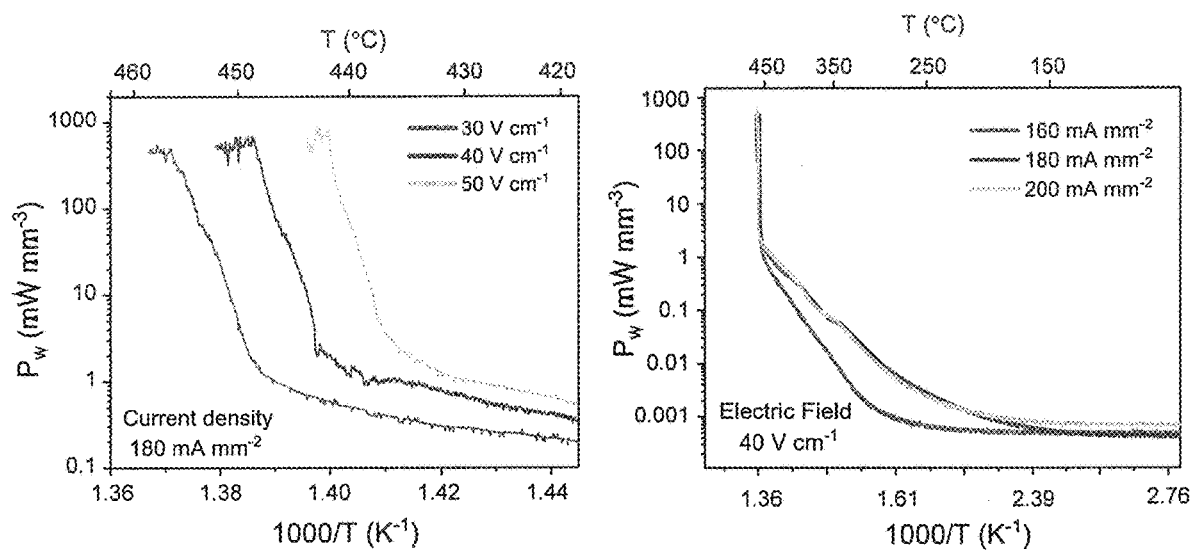 T (°C)
460 450 440 430 420
1000
100
10
1
0.1
P_w (mW mm⁻³)
30 V cm⁻¹
40 V cm⁻¹
50 V cm⁻¹
Current density
180 mA mm⁻²
1.36 1.38 1.40 1.42 1.44
1000/T (K⁻¹)
T (°C)
450 350 250 150
1000
100
10
1
0.1
0.01
0.001
P_w (mW mm⁻³)
160 mA mm⁻²
180 mA mm⁻²
200 mA mm⁻²
Electric Field
40 V cm⁻¹
1.36 1.61 2.39 2.76
1000/T (K⁻¹)